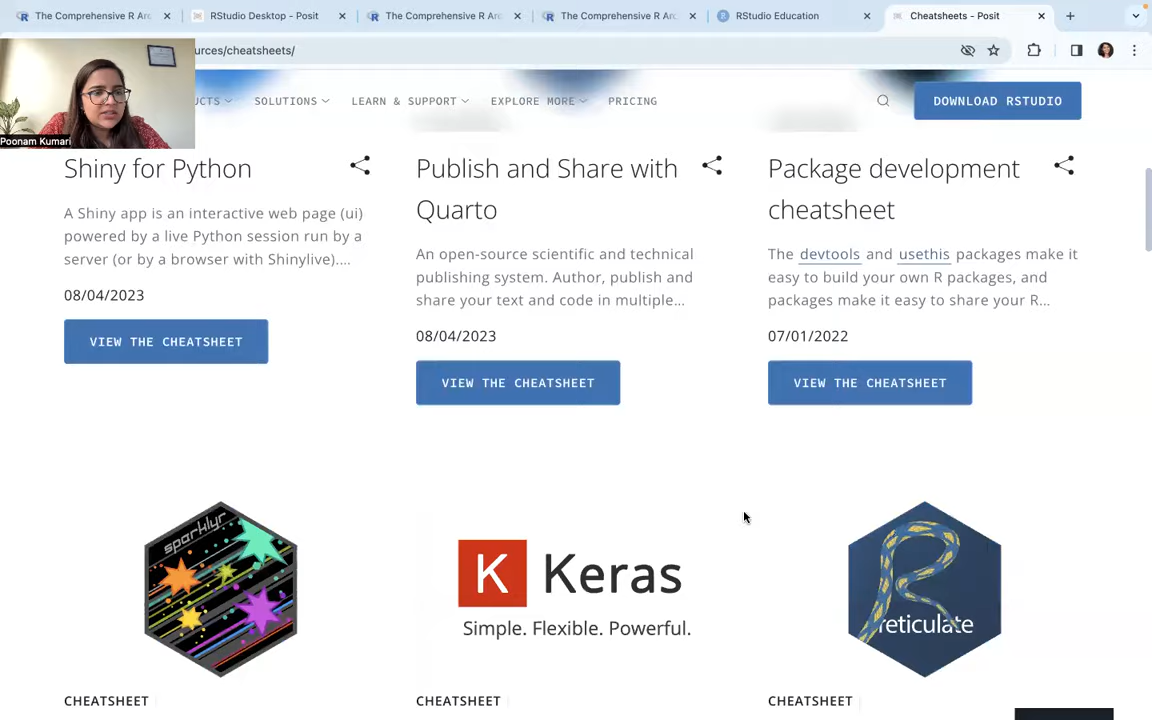 The Comprehensive R Arc
RStudio Desktop - Posit
The Comprehensive R Arc
The Comprehensive R Arc
RStudio Education
Cheatsheets - Posit
urces/cheatsheets/
UCTS
SOLUTIONS
LEARN & SUPPORT
EXPLORE MORE
PRICING
DOWNLOAD RSTUDIO
Poonam Kumari
Shiny for Python
A Shiny app is an interactive web page (ui)
powered by a live Python session run by a
server (or by a browser with Shinylive)....
08/04/2023
VIEW THE CHEATSHEET
Publish and Share with
Quarto
An open-source scientific and technical
publishing system. Author, publish and
share your text and code in multiple...
08/04/2023
VIEW THE CHEATSHEET
Package development
cheatsheet
The devtools and usethis packages make it
easy to build your own R packages, and
packages make it easy to share your R...
07/01/2022
VIEW THE CHEATSHEET
sparklyr
CHEATSHEET
K Keras
Simple. Flexible. Powerful.
CHEATSHEET
reticulate
CHEATSHEET